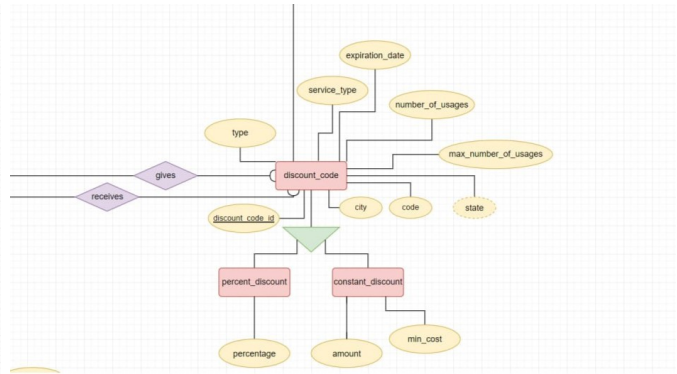 expiration_date
service_type
number_of_usages
type
max_number_of_usages
gives
discount_code
receives
discount_code_id
city
code
state
percent_discount
constant_discount
min_cost
percentage
amount